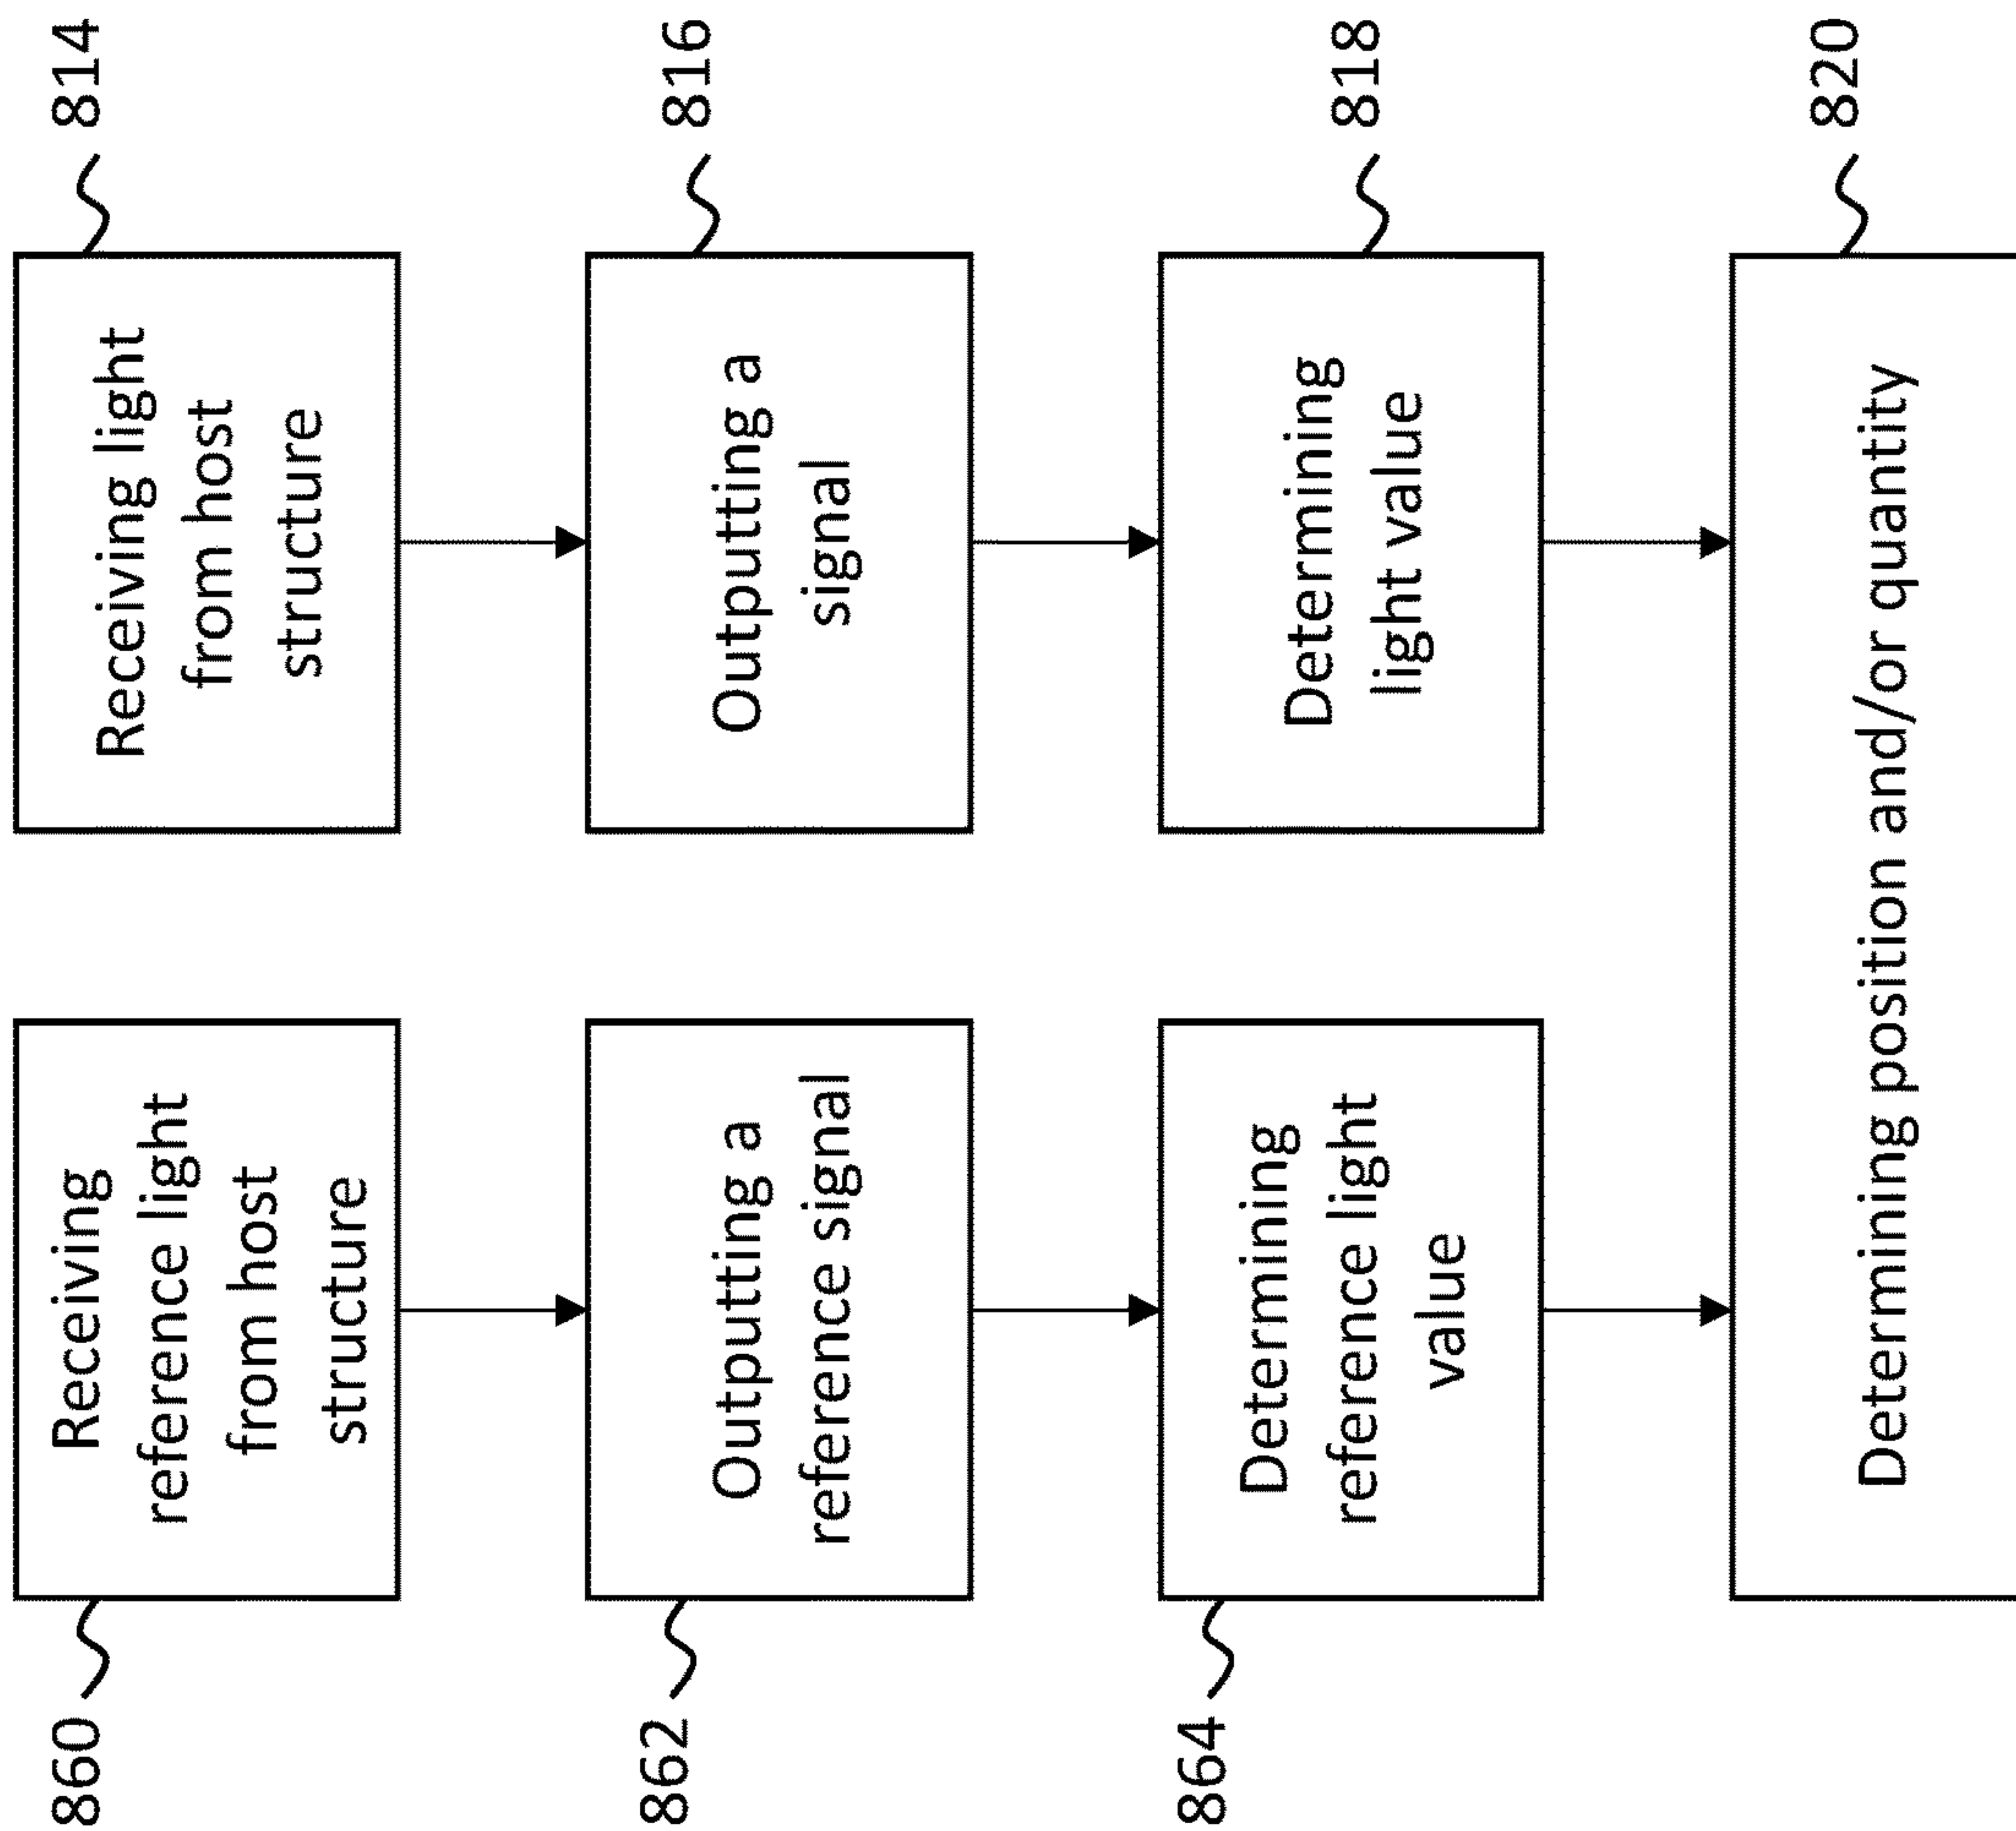 860
Receiving
reference light
from host
structure
Receiving light
from host
structure
814
862
Outputting a
reference signal
Outputting a
signal
816
864
Determining
reference light
value
Determining
light value
818
Determining position and/or quantity
820